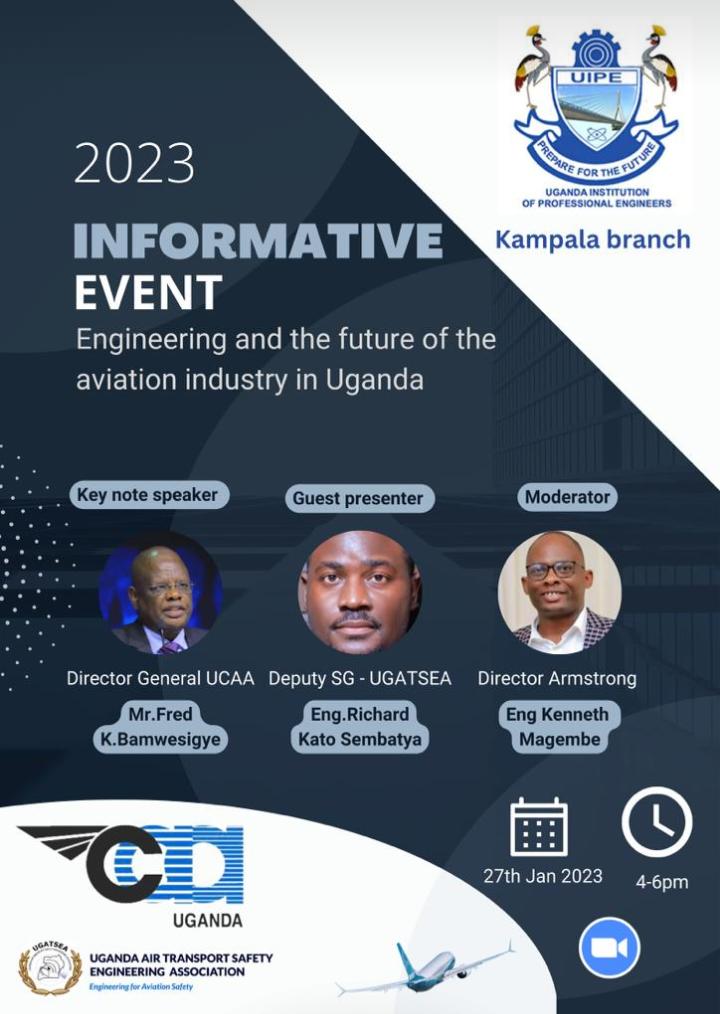 UIPE
PREPARE FOR THE FUTURE
UGANDA INSTITUTION
OF PROFESSIONAL ENGINEERS
Kampala branch
2023
INFORMATIVE
EVENT
Engineering and the future of the
aviation industry in Uganda
Key note speaker
Guest presenter
Moderator
Director General UCAA
Deputy SG - UGATSEA
Director Armstrong
Mr.Fred
K.Bamwesigye
Eng.Richard
Kato Sembatya
Eng Kenneth
Magembe
27th Jan 2023
4-6pm
caa
UGANDA
UGATSEA
UGANDA AIR TRANSPORT SAFETY
ENGINEERING ASSOCIATION
Engineering for Aviation Safety